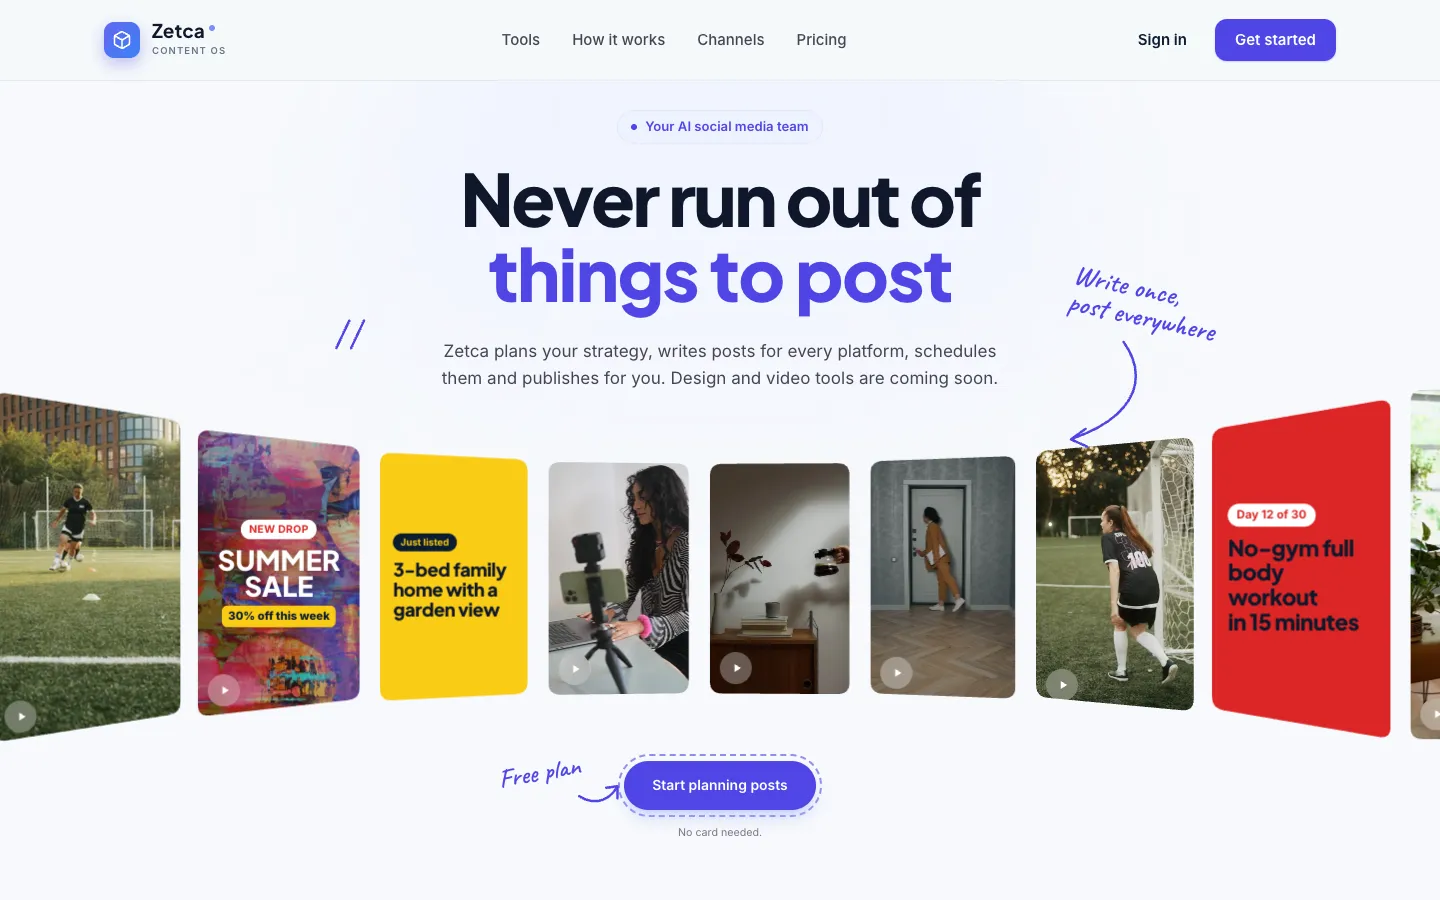 Zetca
CONTENT OS
Tools
How it works
Channels
Pricing
Sign in
Get started
Your AI social media team
Never run out of
things to post
Write once,
post everywhere
Zetca plans your strategy, writes posts for every platform, schedules
them and publishes for you. Design and video tools are coming soon.
NEW DROP
SUMMER
SALE
30% off this week
Just listed
3-bed family
home with a
garden view
100
Day 12 of 30
No-gym full
body
workout
in 15 minutes
Free plan
Start planning posts
No card needed.